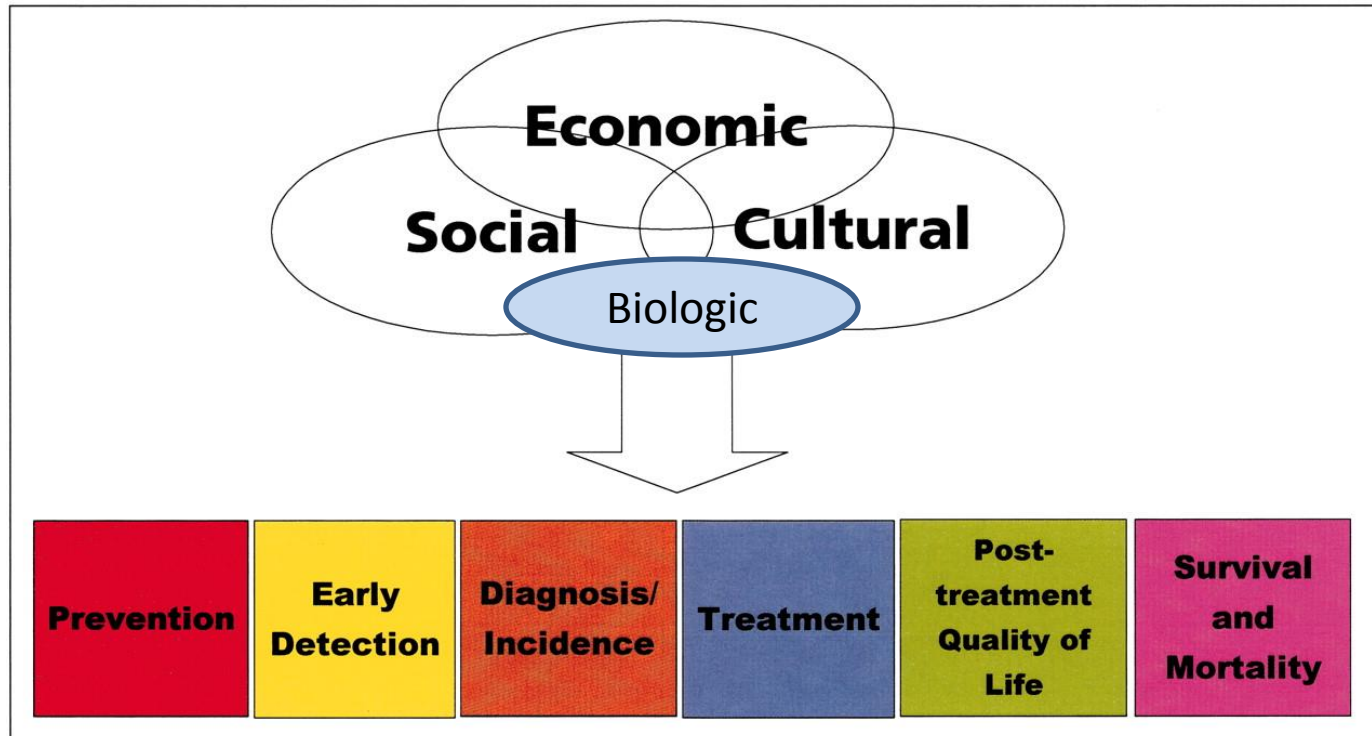 Economic
Social
Cultural
Biologic
Prevention
Early
Detection
Diagnosis/
Incidence
Treatment
Post-
treatment
Quality of
Life
Survival
and
Mortality